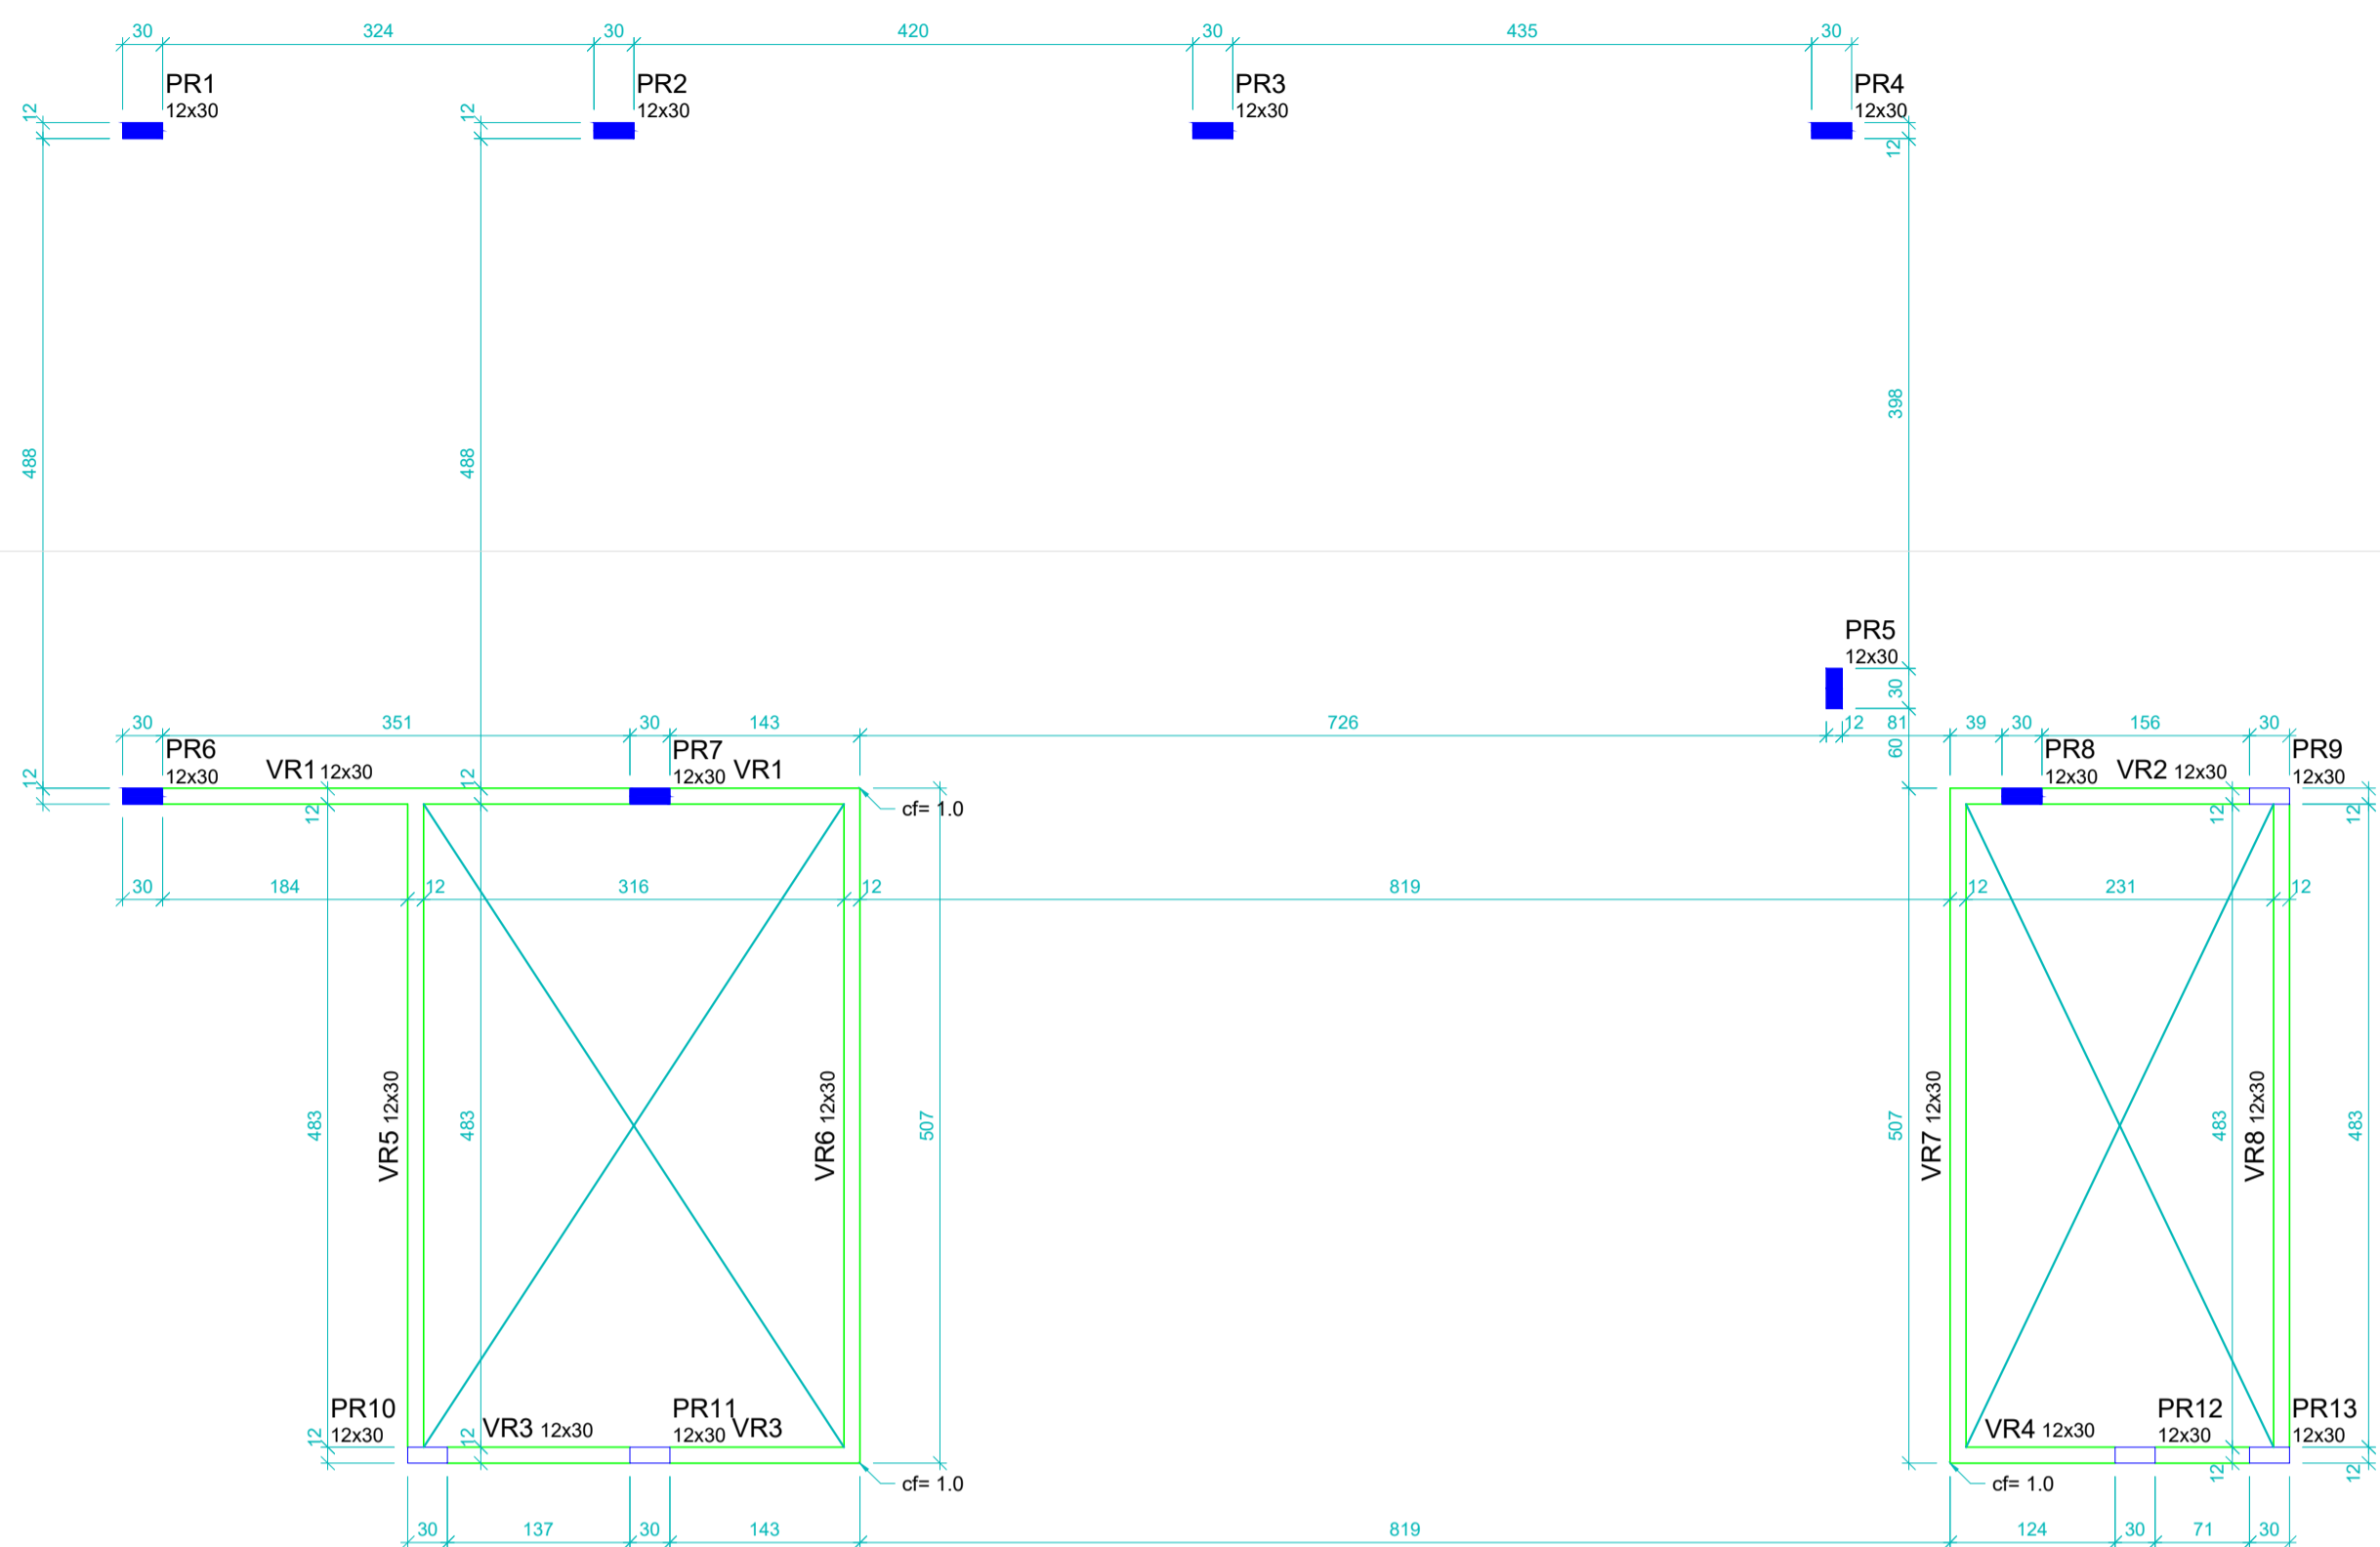 30 324 30 420 30 435 30
PR1 PR2 PR3 PR4
12x30 12x30 12x30 12x30
12 12 12
488 488 398
PR5
12x30
30
30 351 30 143 726 12 81 39 30 156 30
60
PR6 PR7 PR8 PR9
12x30 VR1 12x30 12x30 VR1 12x30 VR2 12x30 12x30
12 12 12 12 12
cf= 1.0
30 184 12 316 12 819 12 231 12
VR5 12x30 VR6 12x30 VR7 12x30 VR8 12x30
483 483 507 507 483 483
PR10 PR11 PR12 PR13
12x30 VR3 12x30 12x30 VR3 VR4 12x30 12x30 12x30
12 12 12 12
cf= 1.0 cf= 1.0
30 137 30 143 819 124 30 71 30